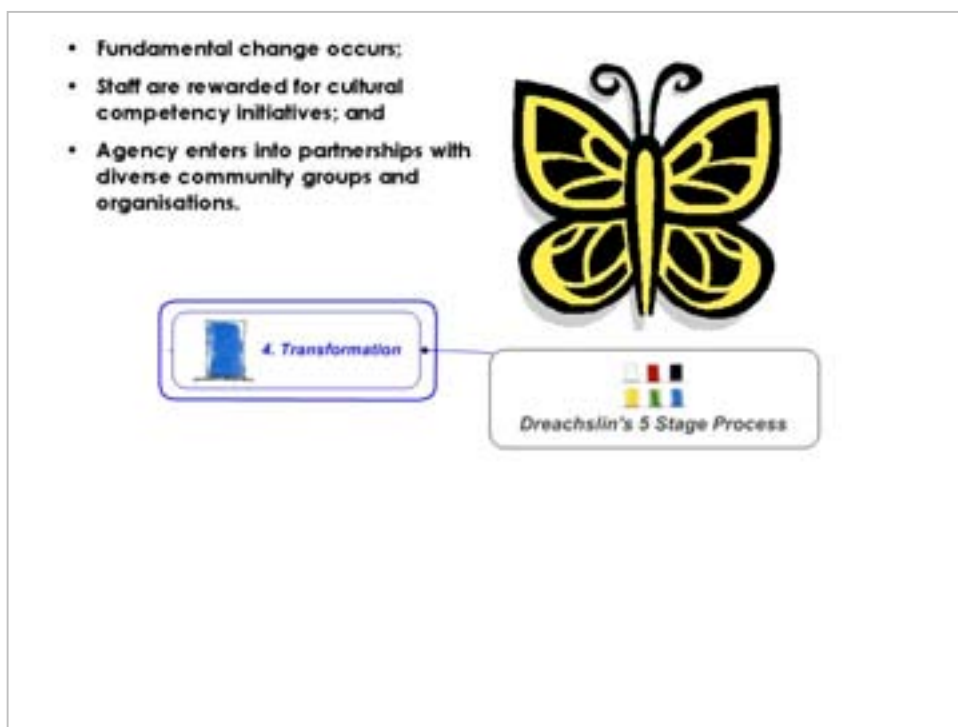 • Fundamental change occurs;
• Staff are rewarded for cultural
competency initiatives; and
• Agency enters into partnerships with
diverse community groups and
organisations.
4. Transformation
Dreachslin's 5 Stage Process